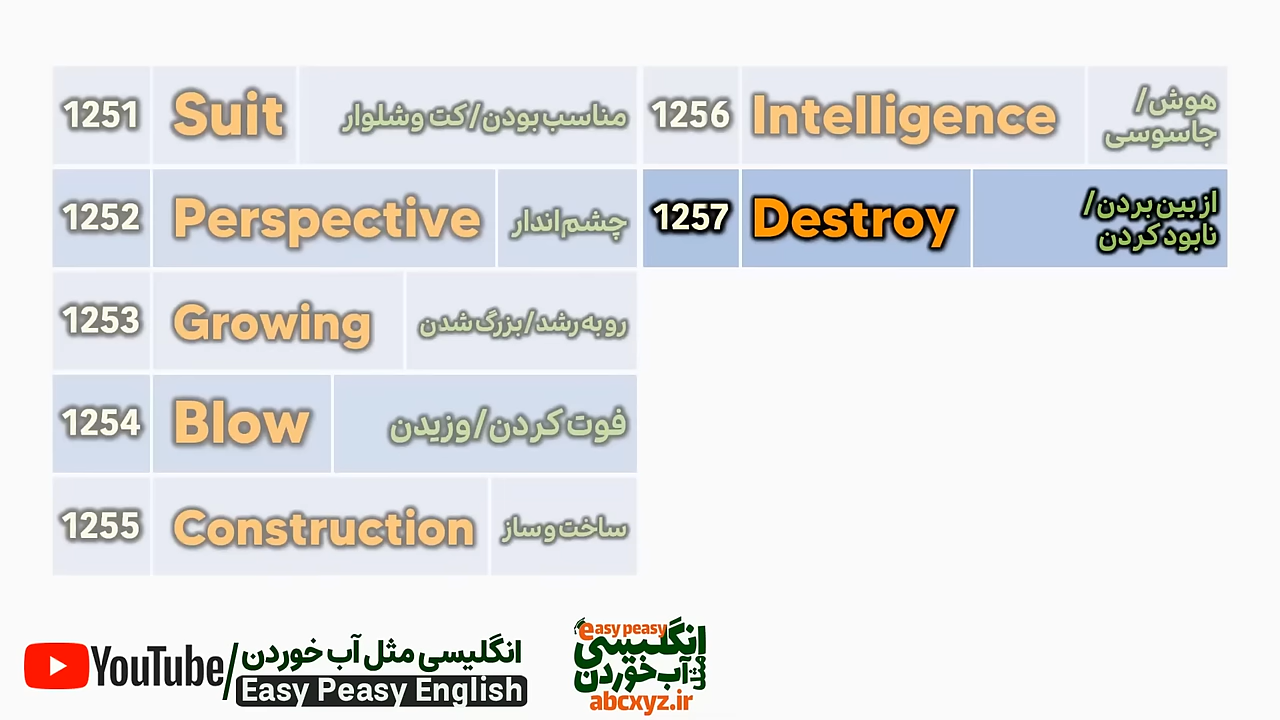 1251 Suit مناسب بودن/کت و شلوار
1252 Perspective چشم انداز
1253 Growing رو به رشد/بزرگ شدن
1254 Blow فوت کردن/وزیدن
1255 Construction ساخت و ساز
1256 Intelligence هوش/
جاسوسی
1257 Destroy از بین بردن/
نابود کردن
YouTube/انگلیسی مثل آب خوردن
Easy Peasy English
easy peasy
انگلیسی
مثل آب خوردن
abcxyz.ir